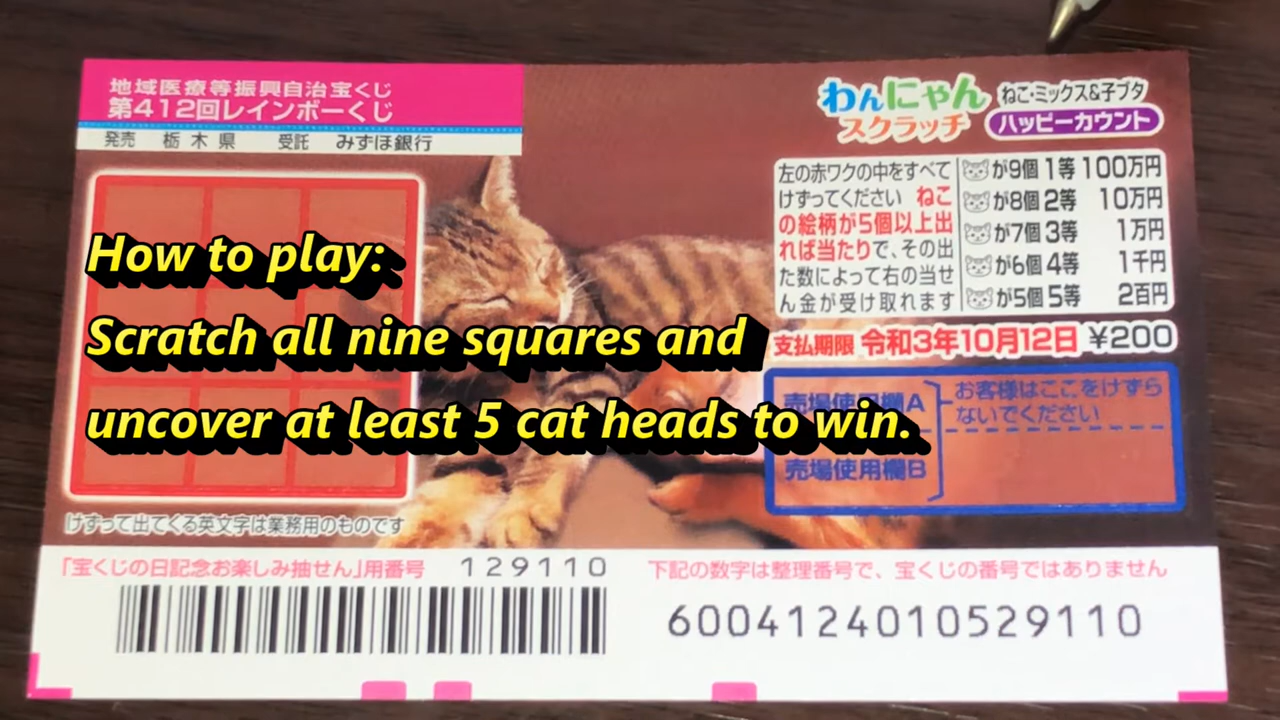 地域医療等振興自治宝くじ
第412回レインボーくじ
発売 栃木県 受託 みずほ銀行
わんにゃん
スクラッチ
ねこ・ミックス&子ブタ
ハッピーカウント
左の赤ワクの中をすべて
けずってください ねこ
の絵柄が5個以上出
れば当たりで、その出
た数によって右の当せ
ん金が受け取れます
が9個 1等 100万円
が8個 2等 10万円
が7個 3等 1万円
が6個 4等 1千円
が5個 5等 2百円
支払期限 令和3年10月12日 ¥200
How to play:
Scratch all nine squares and
uncover at least 5 cat heads to win.
売場使用欄A
お客様はここをけずら
ないでください
売場使用欄B
けずって出てくる英文字は業務用のものです
「宝くじの日記念お楽しみ抽せん」用番号 129110
下記の数字は整理番号で、宝くじの番号ではありません
60041240105​29110